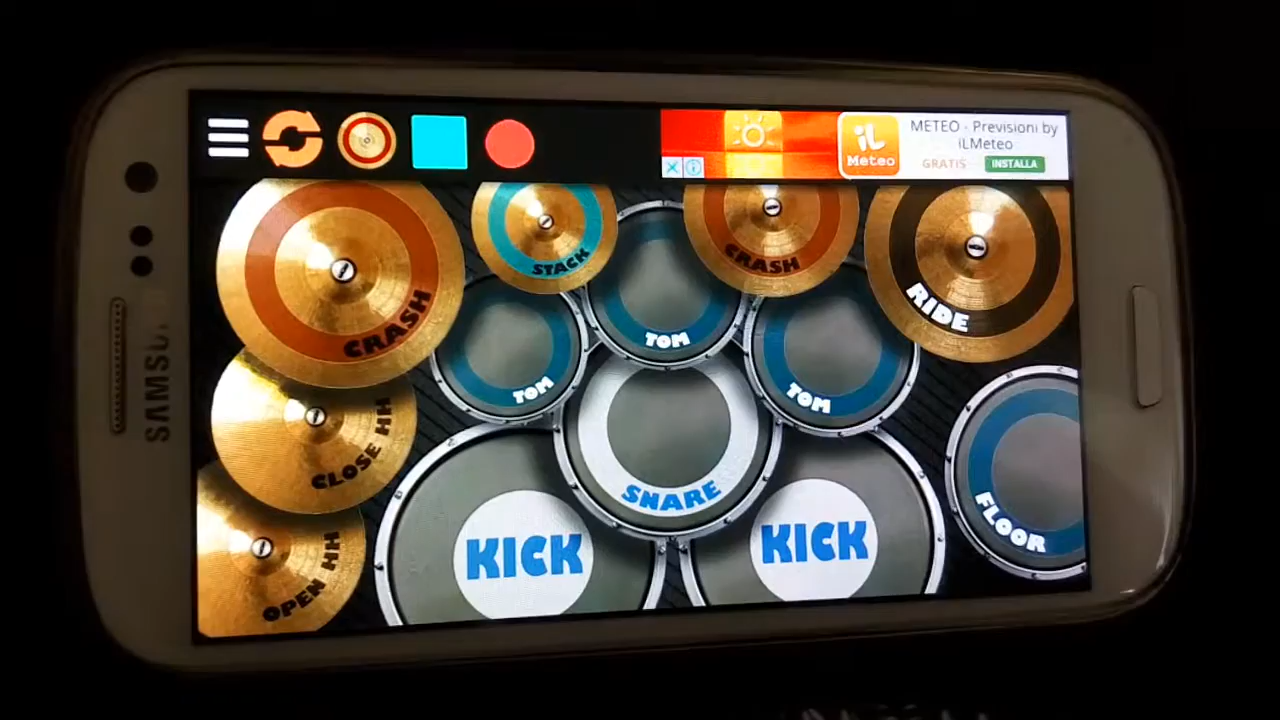 METEO - Previsioni by
iLMeteo
GRATIS INSTALLA
iL
Meteo
CRASH
STACK
CRASH
RIDE
TOM
TOM
TOM
CLOSE HH
SNARE
FLOOR
OPEN HH
KICK
KICK
SAMSUNG